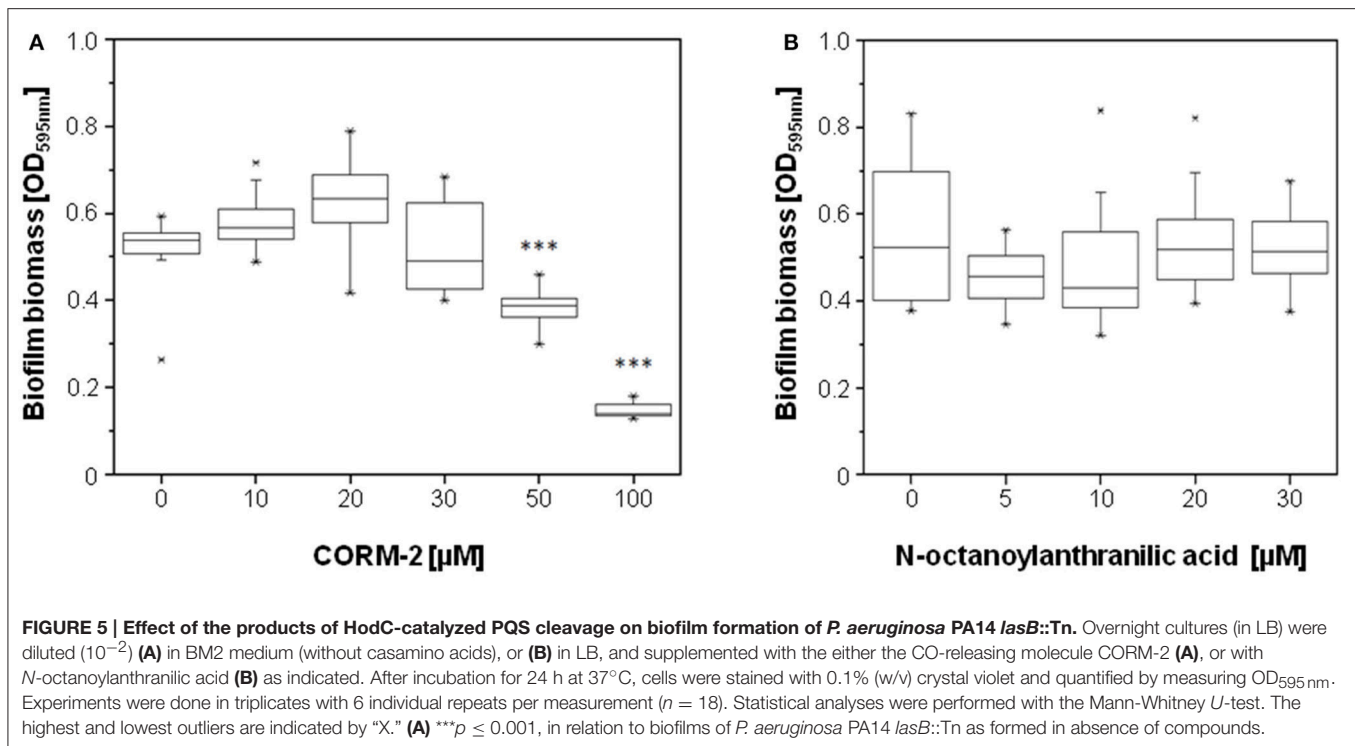 A
Biofilm biomass [OD595nm]
1.0
0.8
0.6
0.4
0.2
0
***
***
0 10 20 30 50 100
CORM-2 [µM]
B
Biofilm biomass [OD595nm]
1.0
0.8
0.6
0.4
0.2
0
0 5 10 20 30
N-octanoylanthranilic acid [µM]
FIGURE 5 | Effect of the products of HodC-catalyzed PQS cleavage on biofilm formation of P. aeruginosa PA14 lasB::Tn. Overnight cultures (in LB) were
diluted (10−2) (A) in BM2 medium (without casamino acids), or (B) in LB, and supplemented with the either the CO-releasing molecule CORM-2 (A), or with
N-octanoylanthranilic acid (B) as indicated. After incubation for 24 h at 37°C, cells were stained with 0.1% (w/v) crystal violet and quantified by measuring OD595 nm.
Experiments were done in triplicates with 6 individual repeats per measurement (n = 18). Statistical analyses were performed with the Mann-Whitney U-test. The
highest and lowest outliers are indicated by “X.” (A) ***p ≤ 0.001, in relation to biofilms of P. aeruginosa PA14 lasB::Tn as formed in absence of compounds.